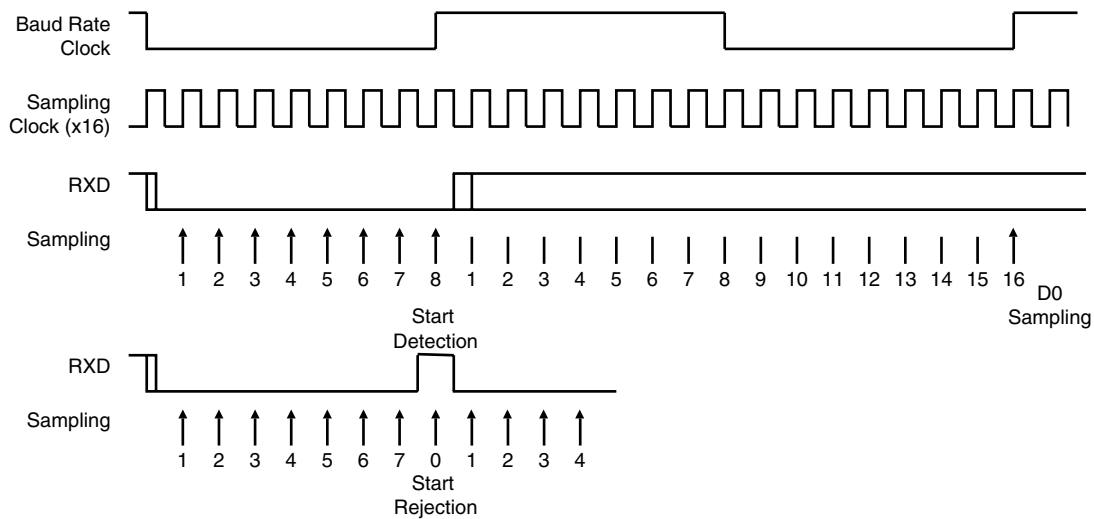 Baud Rate
Clock
Sampling
Clock (x16)
RXD
Sampling
1 2 3 4 5 6 7 8 1 2 3 4 5 6 7 8 9 10 11 12 13 14 15 16
D0
Sampling
Start
Detection
RXD
Sampling
1 2 3 4 5 6 7 0 1 2 3 4
Start
Rejection